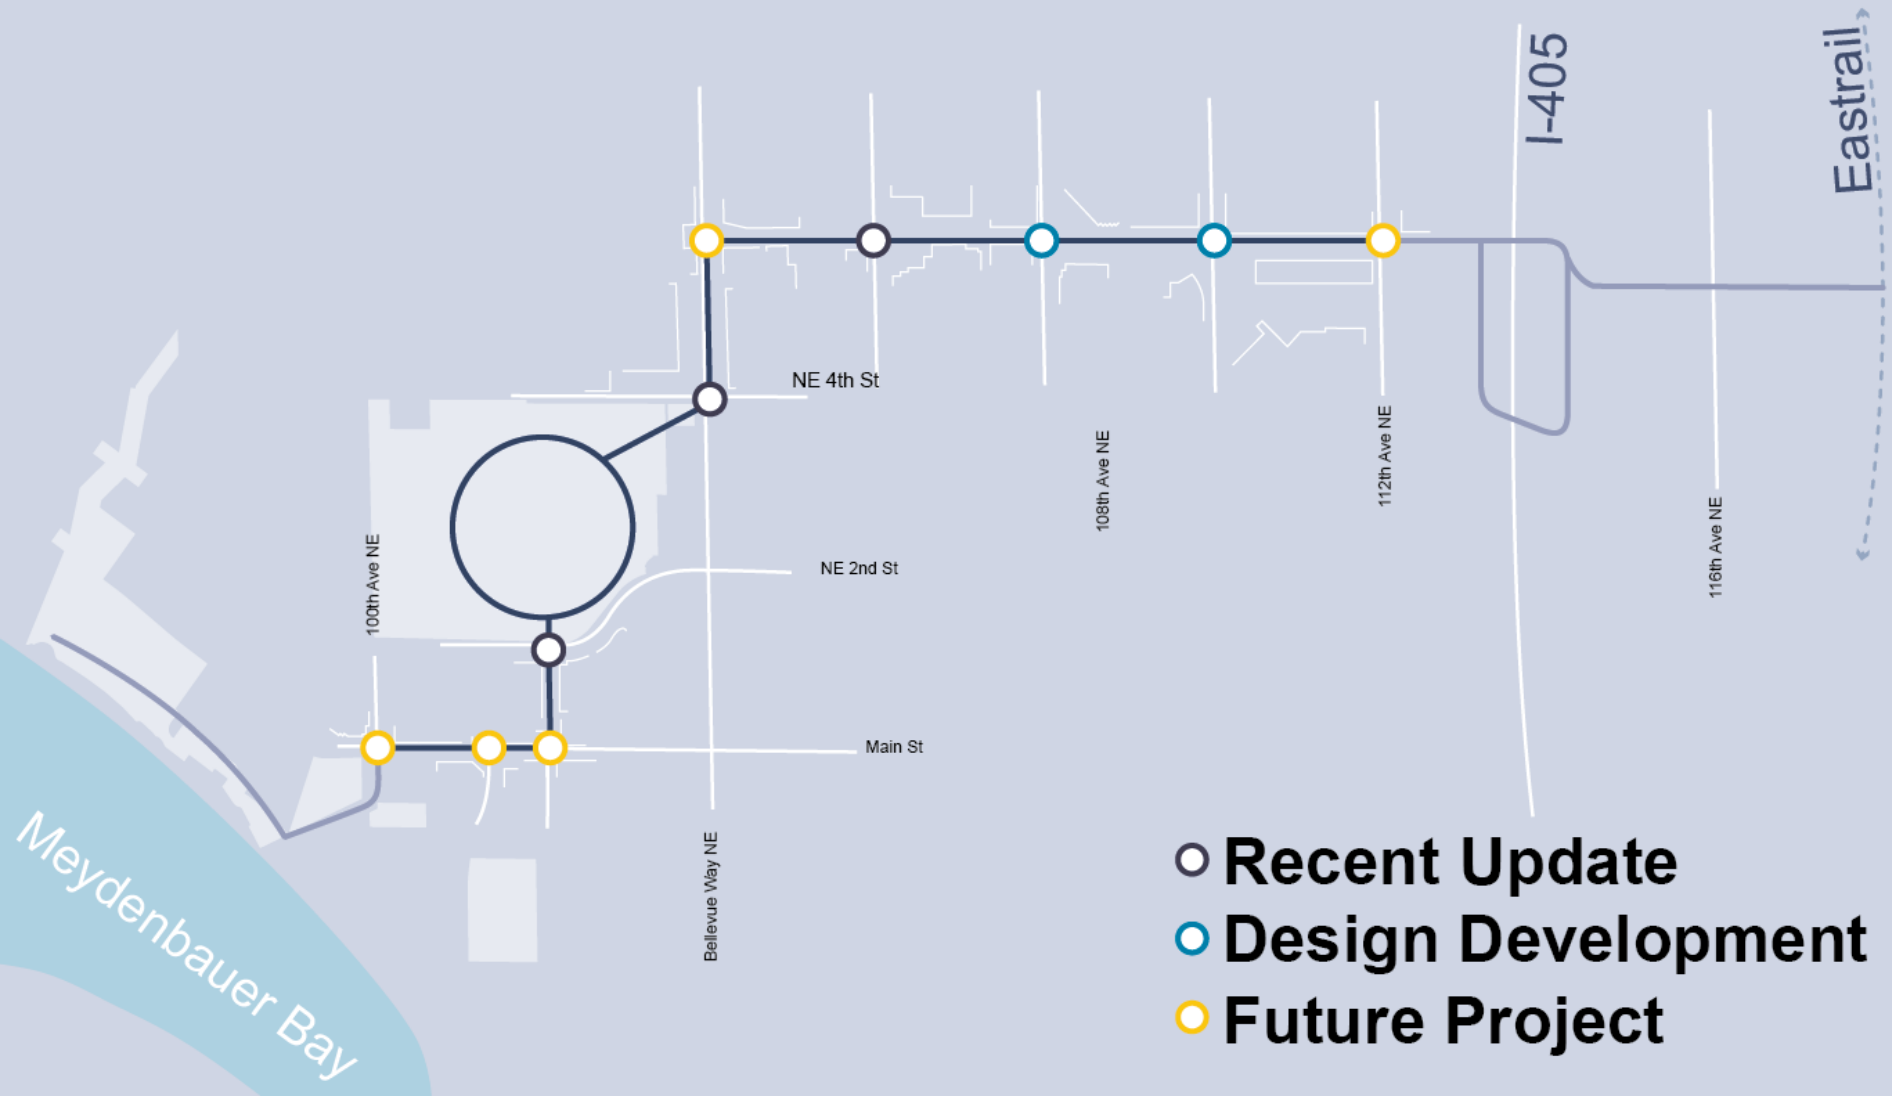 I-405
Eastrail
NE 4th St
108th Ave NE
112th Ave NE
116th Ave NE
100th Ave NE
NE 2nd St
Main St
Bellevue Way NE
Meydenbauer Bay
Recent Update
Design Development
Future Project